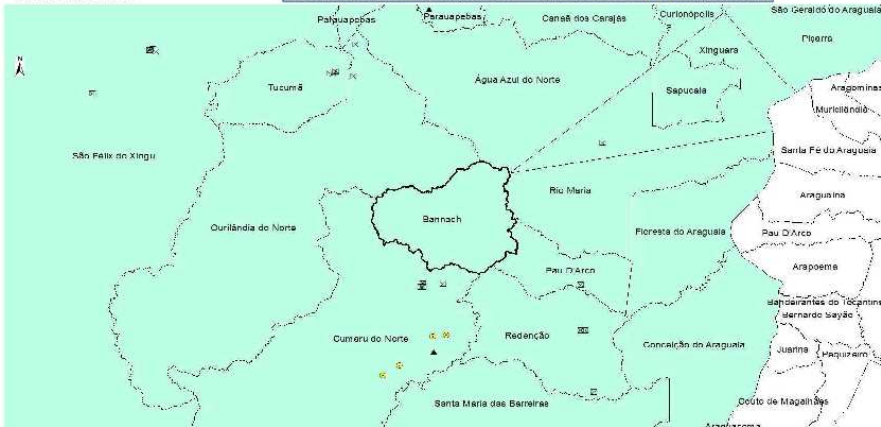 São Geraldo do Araguaia
Parauapebas
Parauapebas
Canaã dos Carajás
Curionópolis
Piçarra
Xinguara
N
Tucumã
Água Azul do Norte
Sapucaia
Aragominas
Muricilândia
São Félix do Xingu
Santa Fé do Araguaia
Rio Maria
Araguaína
Bannach
Ourilândia do Norte
Floresta do Araguaia
Pau D'Arco
Pau D'Arco
Arapoema
Bandeirantes do Tocantins
Bernardo Sayão
Cumaru do Norte
Redenção
Conceição do Araguaia
Juarina
Pequizeiro
Santa Maria das Barreiras
Couto de Magalhães
Araguacema